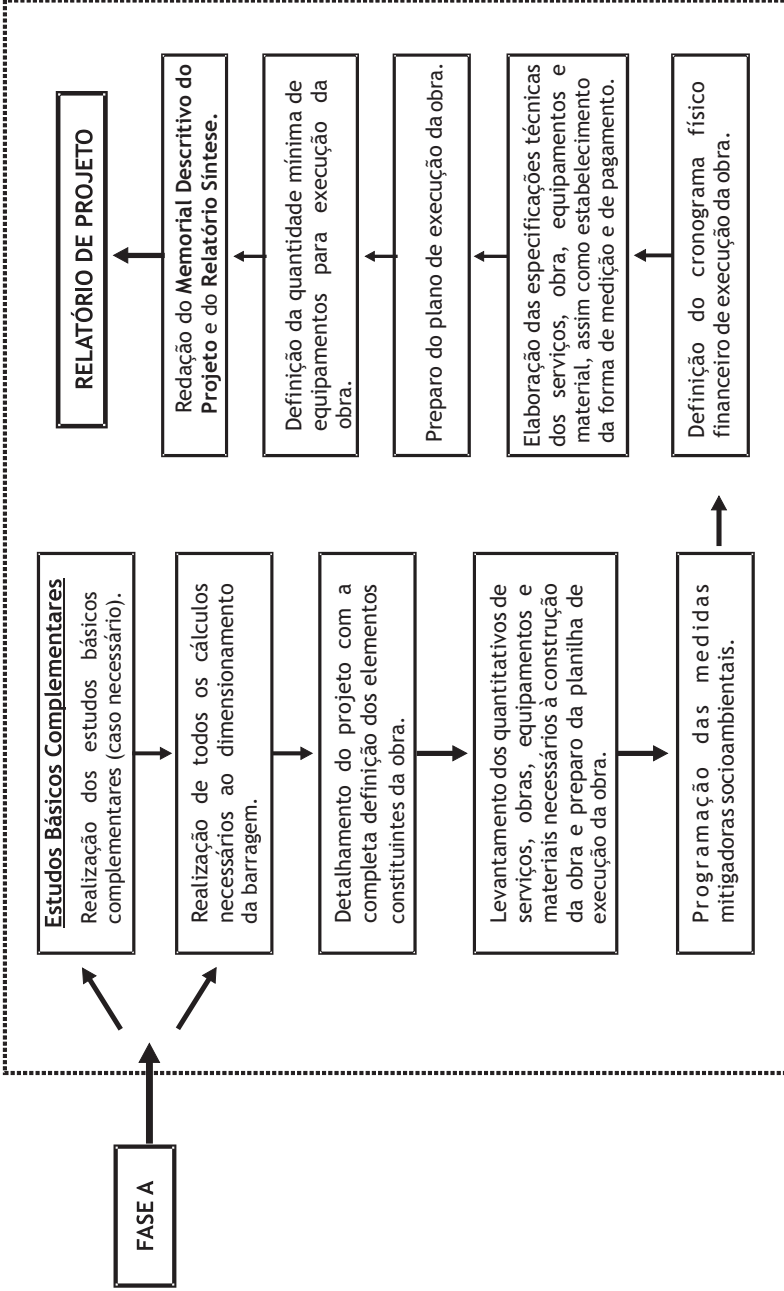 FASE A
Estudos Básicos Complementares
Realização dos estudos básicos
complementares (caso necessário).
Realização de todos os cálculos
necessários ao dimensionamento
da barragem.
Detalhamento do projeto com a
completa definição dos elementos
constituintes da obra.
Levantamento dos quantitativos de
serviços, obras, equipamentos e
materiais necessários à construção
da obra e preparo da planilha de
execução da obra.
Programação das medidas
mitigadoras socioambientais.
Definição do cronograma físico
financeiro de execução da obra.
Elaboração das especificações técnicas
dos serviços, obra, equipamentos e
material, assim como estabelecimento
da forma de medição e de pagamento.
Preparo do plano de execução da obra.
Definição da quantidade mínima de
equipamentos para execução da
obra.
Redação do Memorial Descritivo do
Projeto e do Relatório Síntese.
RELATÓRIO DE PROJETO